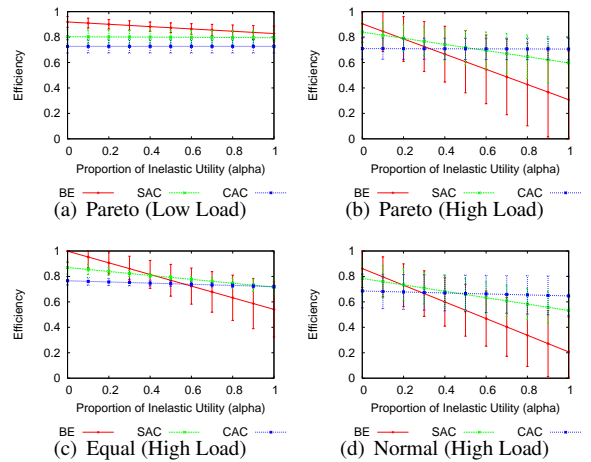 1
0.8
0.6
0.4
0.2
0
Efficiency
0 0.2 0.4 0.6 0.8 1
Proportion of Inelastic Utility (alpha)
BE SAC CAC
(a) Pareto (Low Load)
1
0.8
0.6
0.4
0.2
0
Efficiency
0 0.2 0.4 0.6 0.8 1
Proportion of Inelastic Utility (alpha)
BE SAC CAC
(b) Pareto (High Load)
1
0.8
0.6
0.4
0.2
0
Efficiency
0 0.2 0.4 0.6 0.8 1
Proportion of Inelastic Utility (alpha)
BE SAC CAC
(c) Equal (High Load)
1
0.8
0.6
0.4
0.2
0
Efficiency
0 0.2 0.4 0.6 0.8 1
Proportion of Inelastic Utility (alpha)
BE SAC CAC
(d) Normal (High Load)